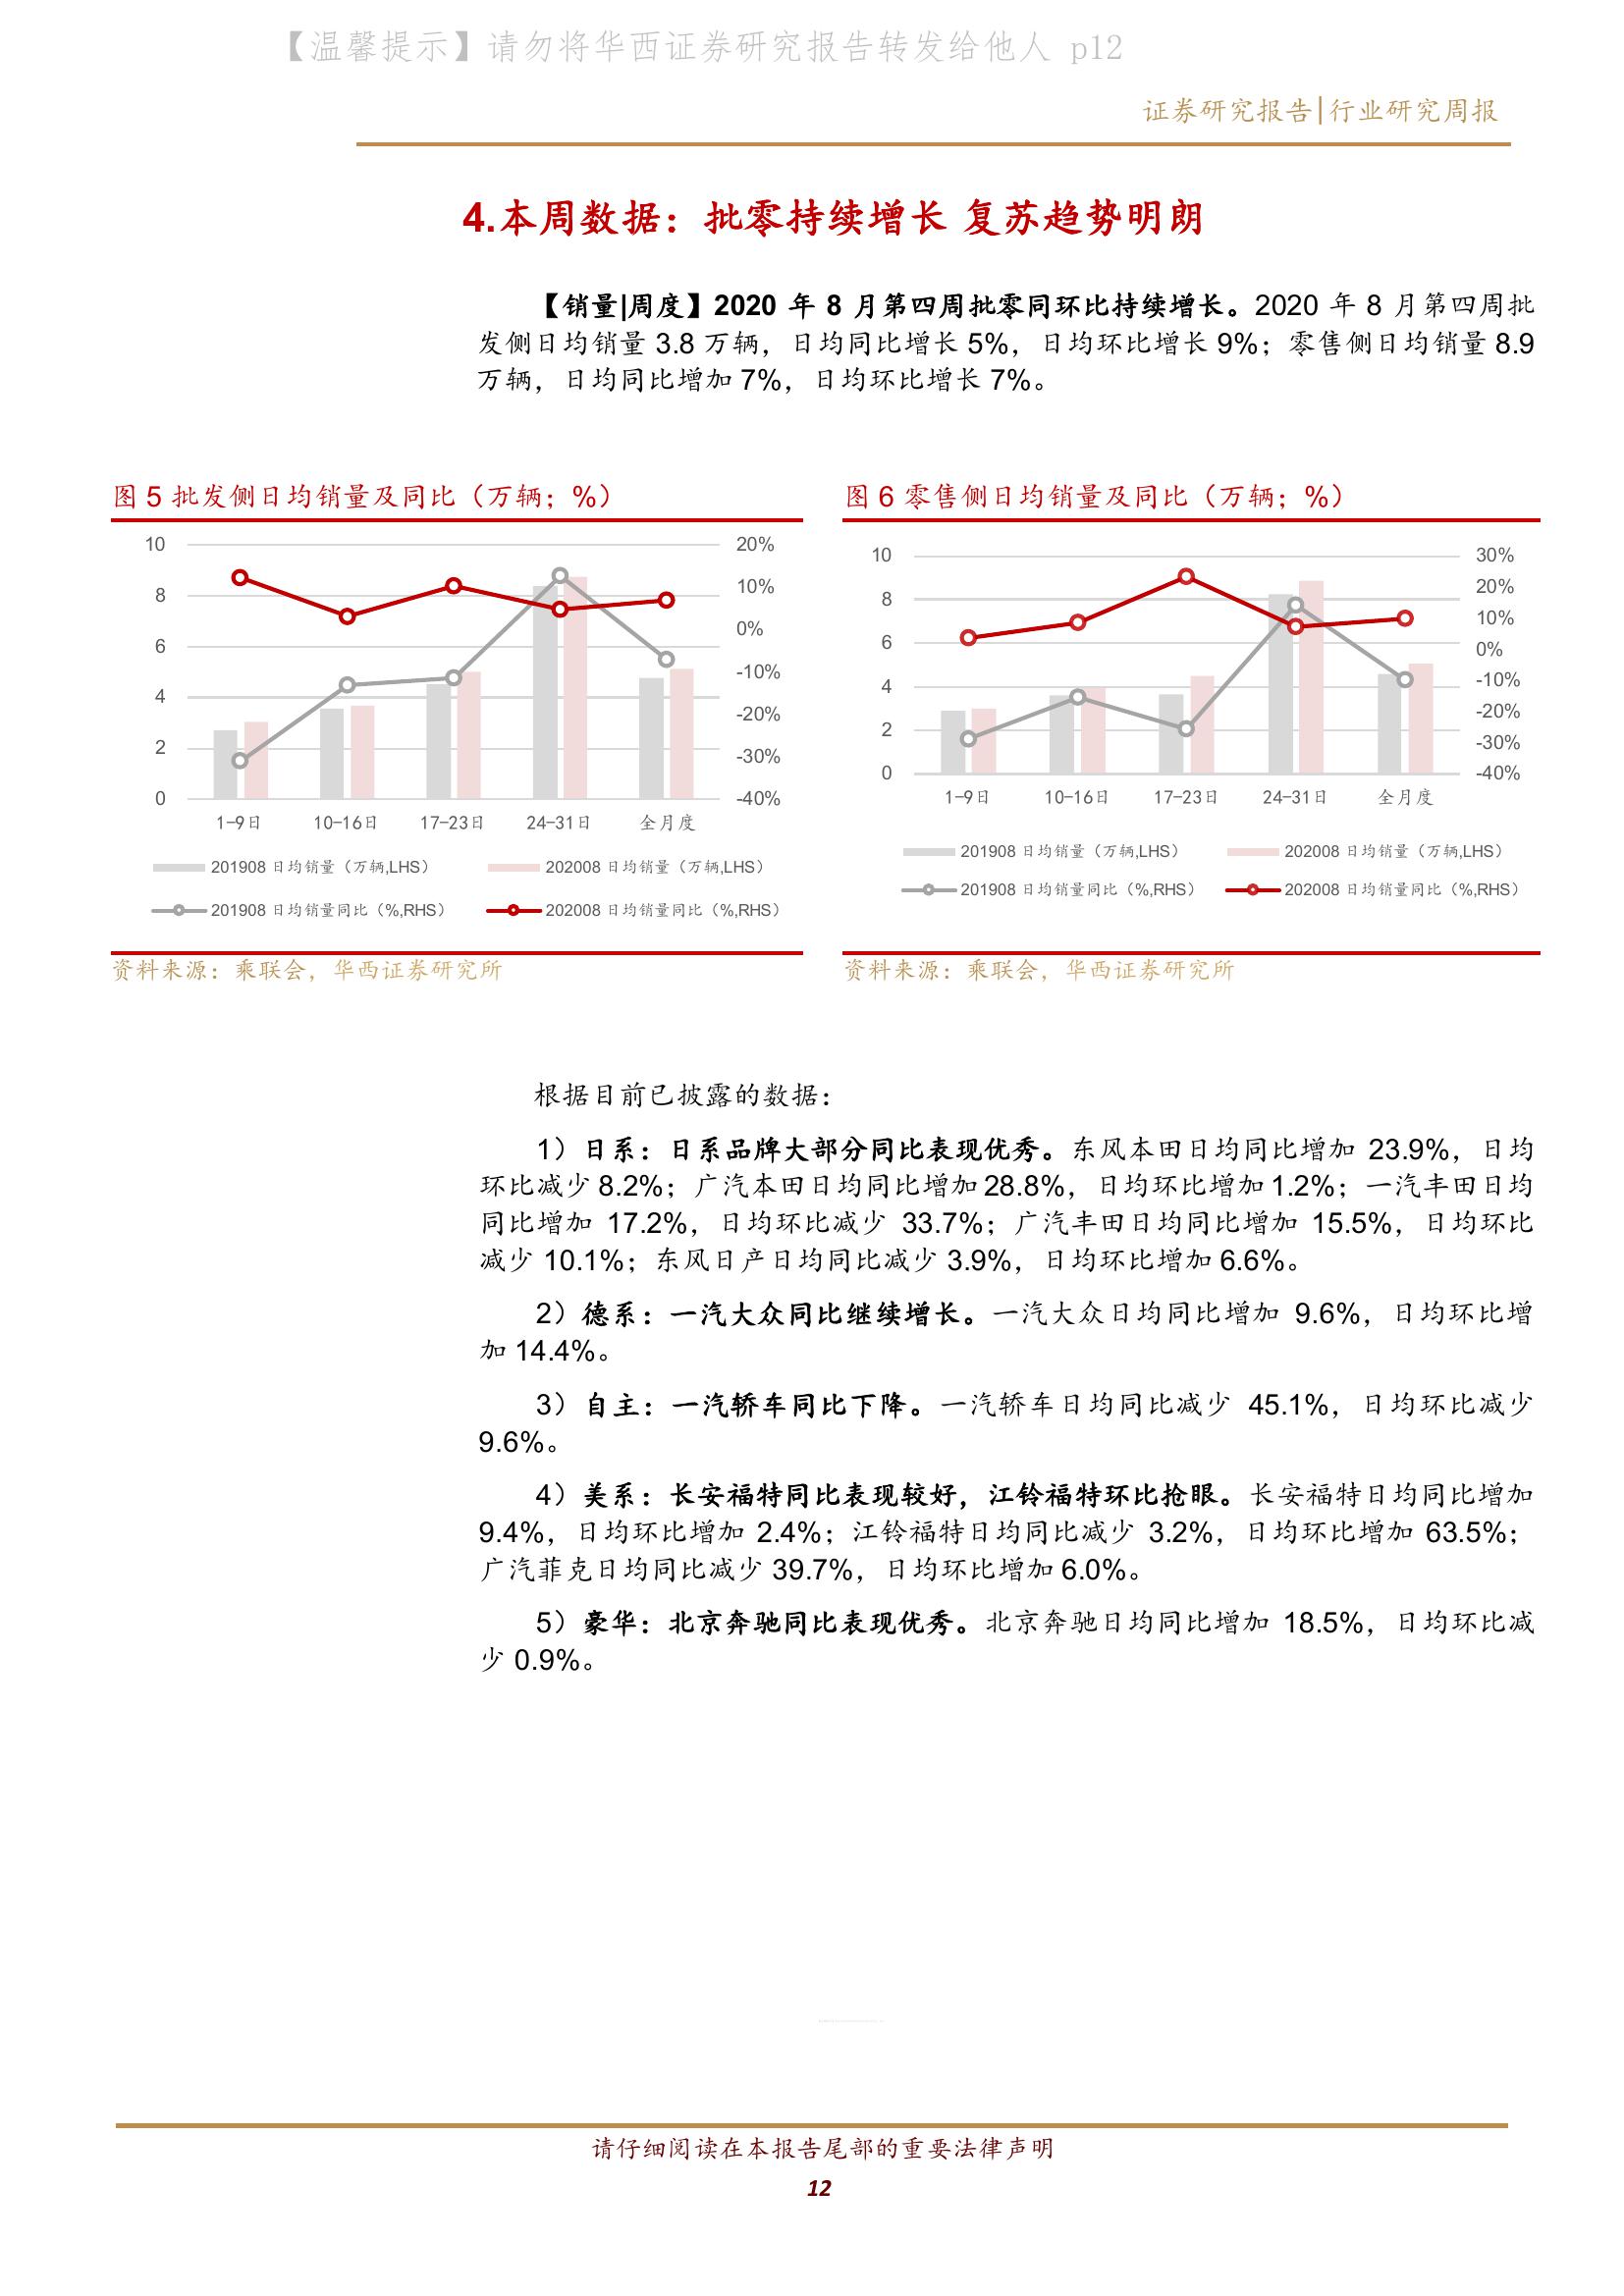 【温馨提示】请勿将华西证券研究报告转发给他人 p12
证券研究报告|行业研究周报
4.本周数据：批零持续增长 复苏趋势明朗
【销量|周度】2020 年 8 月第四周批零同环比持续增长。2020 年 8 月第四周批
发侧日均销量 3.8 万辆，日均同比增长 5%，日均环比增长 9%；零售侧日均销量 8.9
万辆，日均同比增加 7%，日均环比增长 7%。
图 5 批发侧日均销量及同比（万辆；%）
10
8
6
4
2
0
20%
10%
0%
-10%
-20%
-30%
-40%
1-9日 10-16日 17-23日 24-31日 全月度
201908 日均销量（万辆,LHS） 202008 日均销量（万辆,LHS）
201908 日均销量同比（%,RHS） 202008 日均销量同比（%,RHS）
资料来源：乘联会，华西证券研究所
图 6 零售侧日均销量及同比（万辆；%）
10
8
6
4
2
0
30%
20%
10%
0%
-10%
-20%
-30%
-40%
1-9日 10-16日 17-23日 24-31日 全月度
201908 日均销量（万辆,LHS） 202008 日均销量（万辆,LHS）
201908 日均销量同比（%,RHS） 202008 日均销量同比（%,RHS）
资料来源：乘联会，华西证券研究所
根据目前已披露的数据：
1）日系：日系品牌大部分同比表现优秀。东风本田日均同比增加 23.9%，日均
环比减少 8.2%；广汽本田日均同比增加 28.8%，日均环比增加 1.2%；一汽丰田日均
同比增加 17.2%，日均环比减少 33.7%；广汽丰田日均同比增加 15.5%，日均环比
减少 10.1%；东风日产日均同比减少 3.9%，日均环比增加 6.6%。
2）德系：一汽大众同比继续增长。一汽大众日均同比增加 9.6%，日均环比增
加 14.4%。
3）自主：一汽轿车同比下降。一汽轿车日均同比减少 45.1%，日均环比减少
9.6%。
4）美系：长安福特同比表现较好，江铃福特环比抢眼。长安福特日均同比增加
9.4%，日均环比增加 2.4%；江铃福特日均同比减少 3.2%，日均环比增加 63.5%；
广汽菲克日均同比减少 39.7%，日均环比增加 6.0%。
5）豪华：北京奔驰同比表现优秀。北京奔驰日均同比增加 18.5%，日均环比减
少 0.9%。
请仔细阅读在本报告尾部的重要法律声明
12